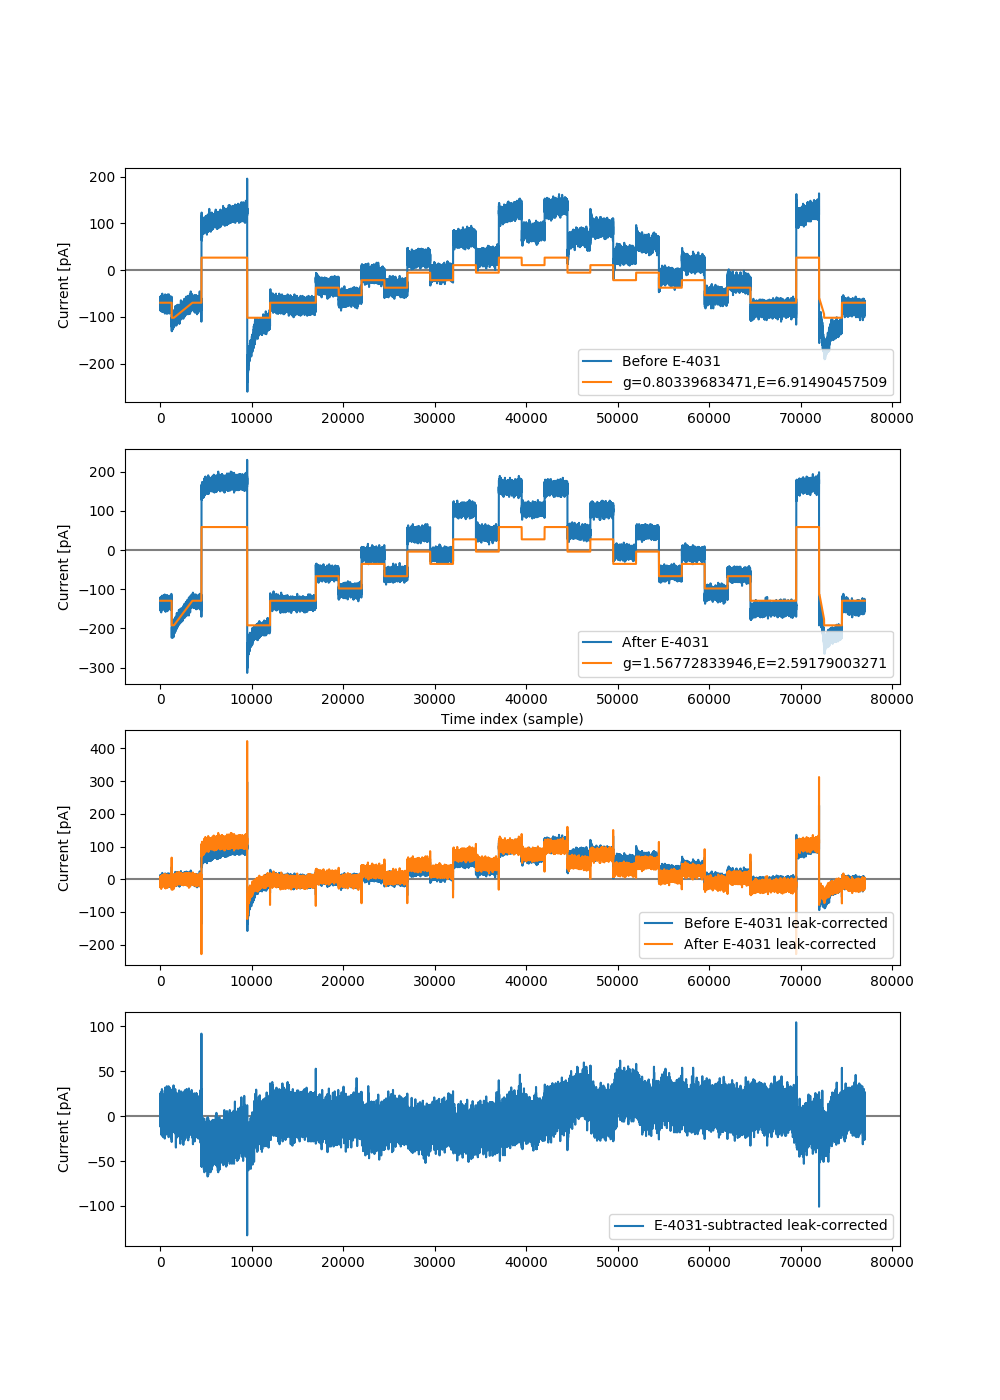 200
100
0
−100
−200
Current [pA]
Before E-4031
g=0.80339683471,E=6.91490457509
0 10000 20000 30000 40000 50000 60000 70000 80000
200
100
0
−100
−200
−300
Current [pA]
After E-4031
g=1.56772833946,E=2.59179003271
0 10000 20000 30000 40000 50000 60000 70000 80000
Time index (sample)
400
300
200
100
0
−100
−200
Current [pA]
Before E-4031 leak-corrected
After E-4031 leak-corrected
0 10000 20000 30000 40000 50000 60000 70000 80000
100
50
0
−50
−100
Current [pA]
E-4031-subtracted leak-corrected
0 10000 20000 30000 40000 50000 60000 70000 80000